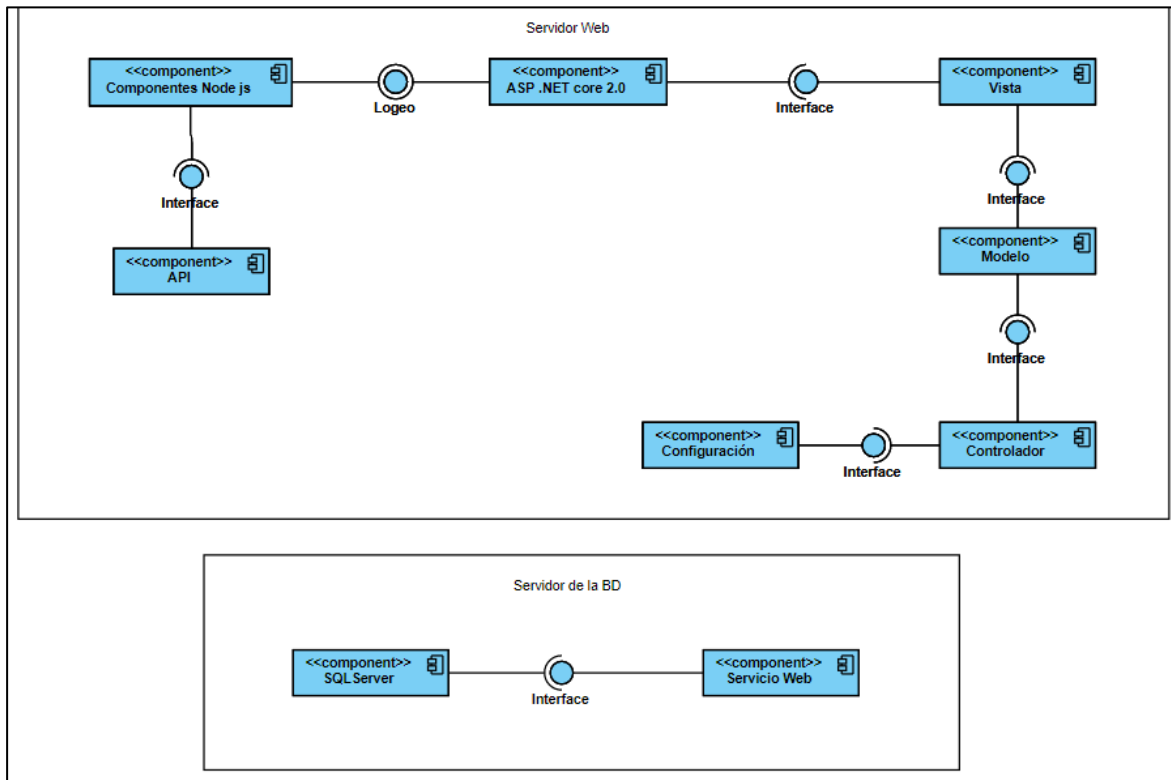 Servidor Web
<<component>>
Componentes Node js
Logeo
<<component>>
ASP .NET core 2.0
Interface
<<component>>
Vista
Interface
Interface
<<component>>
API
<<component>>
Modelo
Interface
<<component>>
Configuración
Interface
<<component>>
Controlador
Servidor de la BD
<<component>>
SQLServer
Interface
<<component>>
Servicio Web